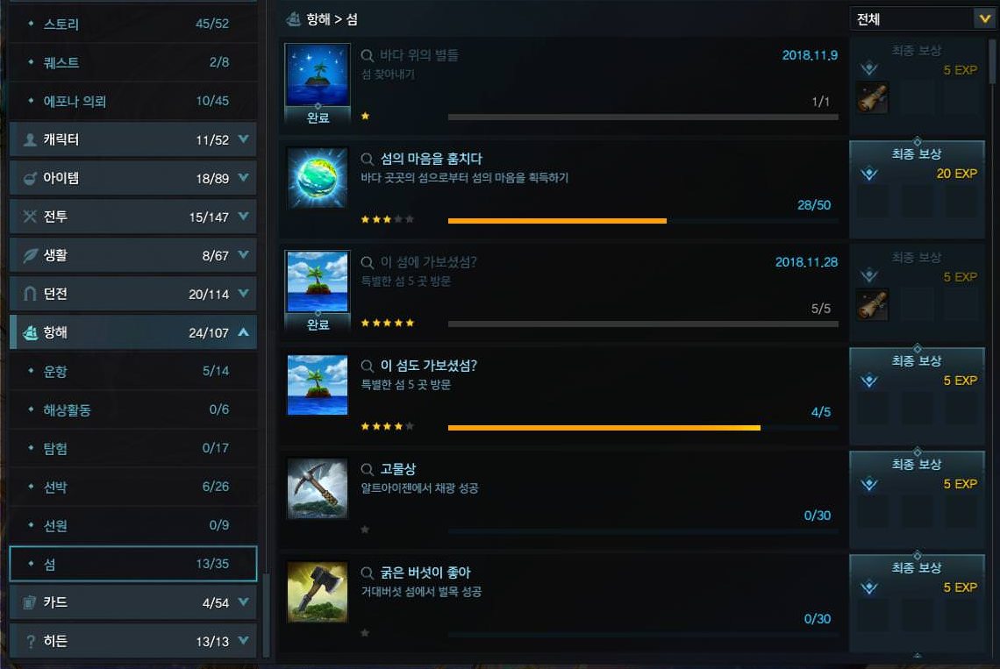 스토리 45/52
퀘스트 2/8
에포나 의뢰 10/45
캐릭터 11/52
아이템 18/89
전투 15/147
생활 8/67
던전 20/114
항해 24/107
운항 5/14
해상활동 0/6
탐험 0/17
선박 6/26
선원 0/9
섬 13/35
카드 4/54
히든 13/13
항해 > 섬
전체
바다 위의 별들 2018.11.9
섬 찾아내기
완료
1/1
최종 보상
5 EXP
섬의 마음을 훔치다
바다 곳곳의 섬으로부터 섬의 마음을 획득하기
28/50
최종 보상
20 EXP
이 섬에 가보셨섬? 2018.11.28
특별한 섬 5 곳 방문
완료
5/5
최종 보상
5 EXP
이 섬도 가보셨섬?
특별한 섬 5 곳 방문
4/5
최종 보상
5 EXP
고물상
알트아이젠에서 채광 성공
0/30
최종 보상
5 EXP
굵은 버섯이 좋아
거대버섯 섬에서 벌목 성공
0/30
최종 보상
5 EXP